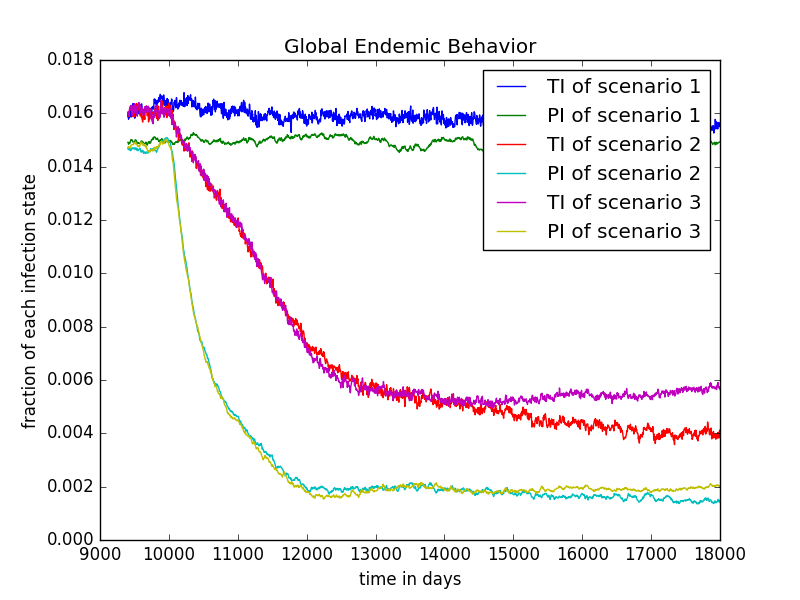 Global Endemic Behavior
0.018
0.016
0.014
0.012
0.010
0.008
0.006
0.004
0.002
0.000
fraction of each infection state
TI of scenario 1
PI of scenario 1
TI of scenario 2
PI of scenario 2
TI of scenario 3
PI of scenario 3
9000 10000 11000 12000 13000 14000 15000 16000 17000 18000
time in days